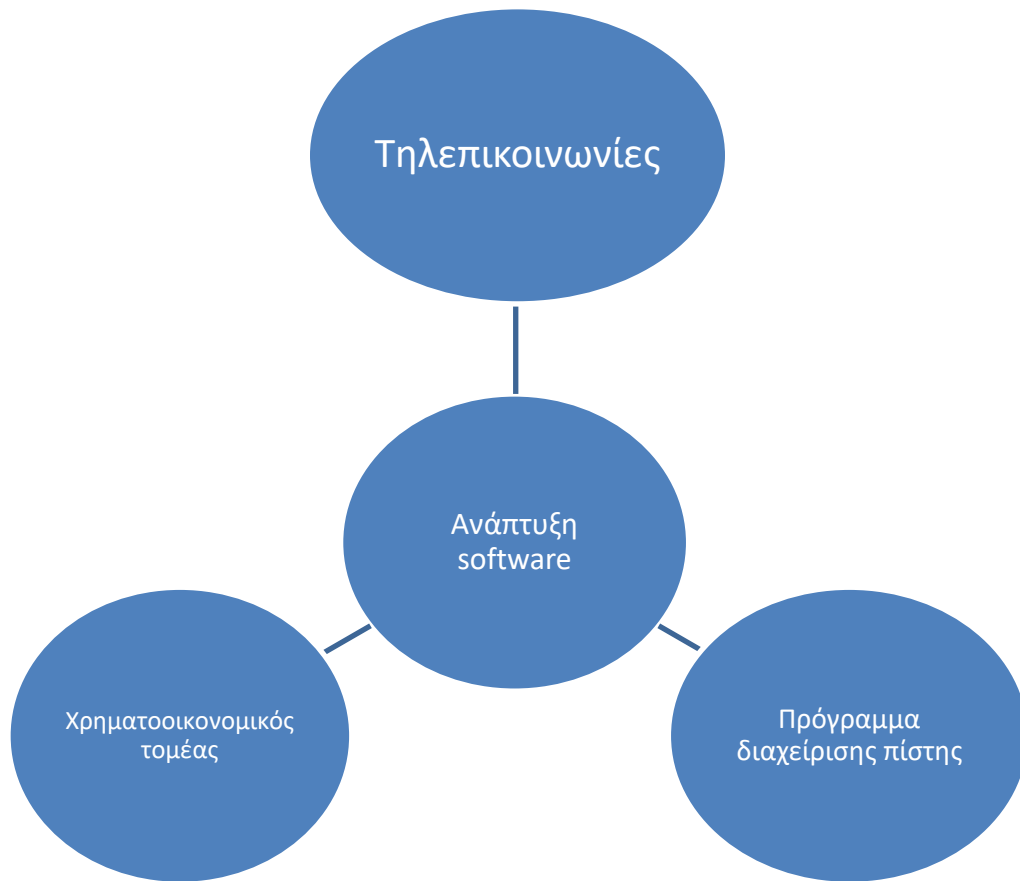 Τηλεπικοινωνίες
Ανάπτυξη
software
Χρηματοοικονομικός
τομέας
Πρόγραμμα
διαχείρισης πίστης